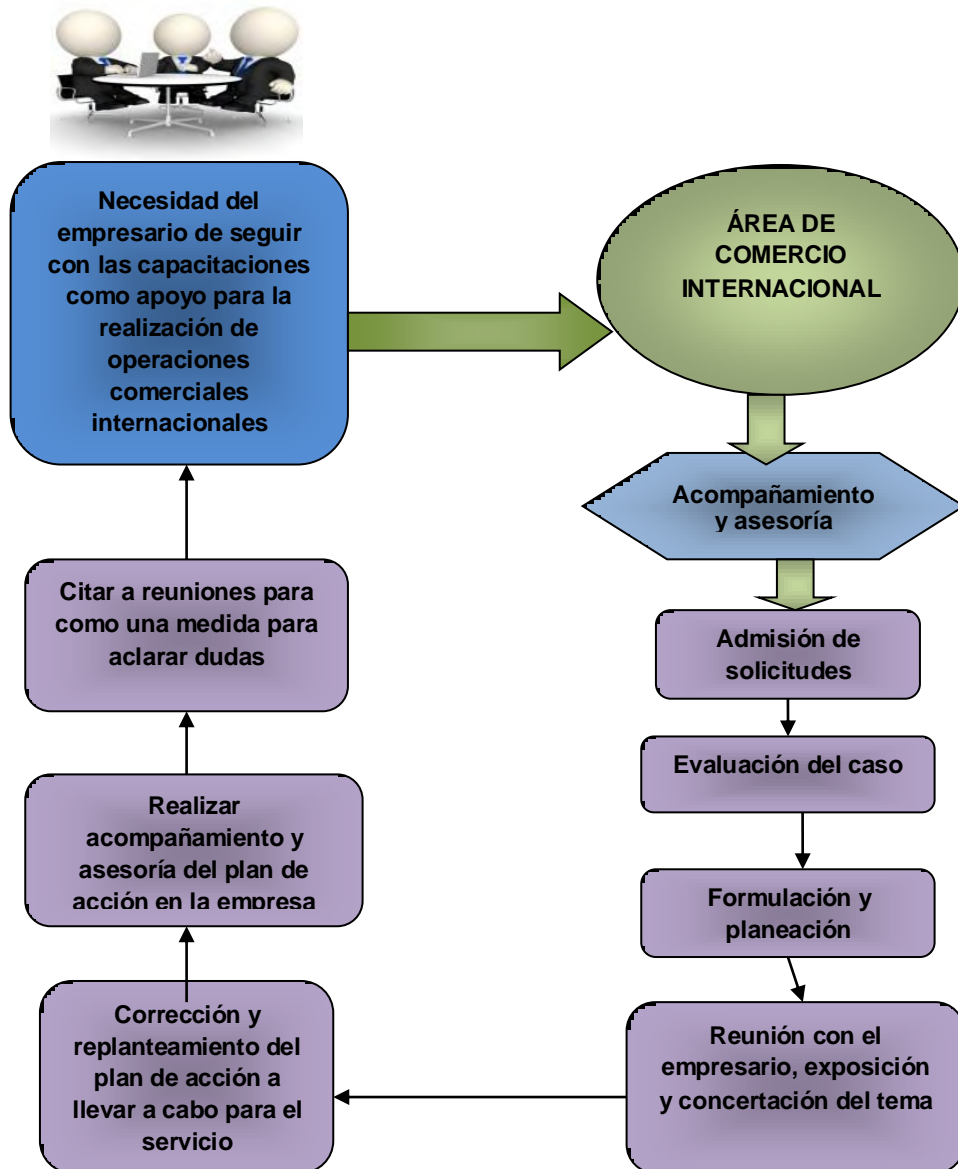 Necesidad del
empresario de seguir
con las capacitaciones
como apoyo para la
realización de
operaciones
comerciales
internacionales
ÁREA DE
COMERCIO
INTERNACIONAL
Acompañamiento
y asesoría
Admisión de
solicitudes
Evaluación del caso
Formulación y
planeación
Reunión con el
empresario, exposición
y concertación del tema
Corrección y
replanteamiento del
plan de acción a
llevar a cabo para el
servicio
Realizar
acompañamiento y
asesoría del plan de
acción en la empresa
Citar a reuniones para
como una medida para
aclarar dudas